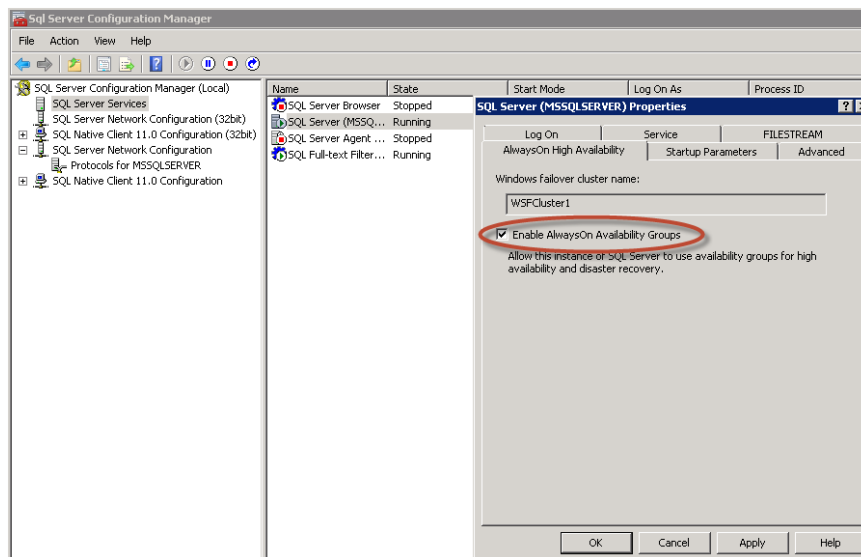 Sql Server Configuration Manager
File Action View Help
SQL Server Configuration Manager (Local)
SQL Server Services
SQL Server Network Configuration (32bit)
SQL Native Client 11.0 Configuration (32bit)
SQL Server Network Configuration
Protocols for MSSQLSERVER
SQL Native Client 11.0 Configuration
Name State Start Mode Log On As Process ID
SQL Server Browser Stopped
SQL Server (MSSQ... Running
SQL Server Agent ... Stopped
SQL Full-text Filter... Running
SQL Server (MSSQLSERVER) Properties
Log On Service FILESTREAM
AlwaysOn High Availability Startup Parameters Advanced
Windows failover cluster name:
WSFCluster1
Enable AlwaysOn Availability Groups
Allow this instance of SQL Server to use availability groups for high
availability and disaster recovery.
OK Cancel Apply Help